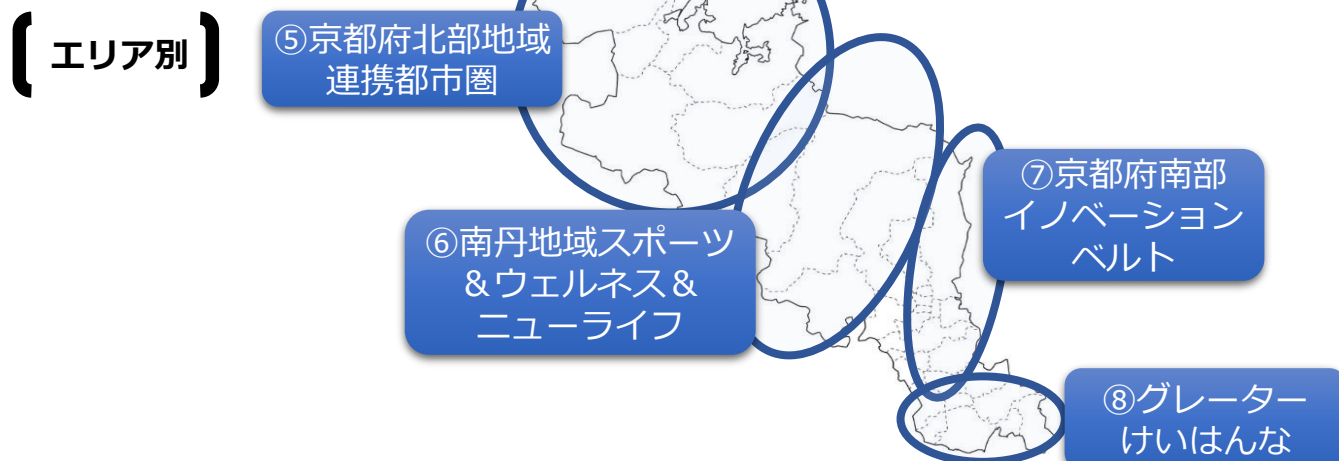 エリア別
⑤京都府北部地域
連携都市圏
⑥南丹地域スポーツ
&ウェルネス&
ニューライフ
⑦京都府南部
イノベーション
ベルト
⑧グレーター
けいはんな